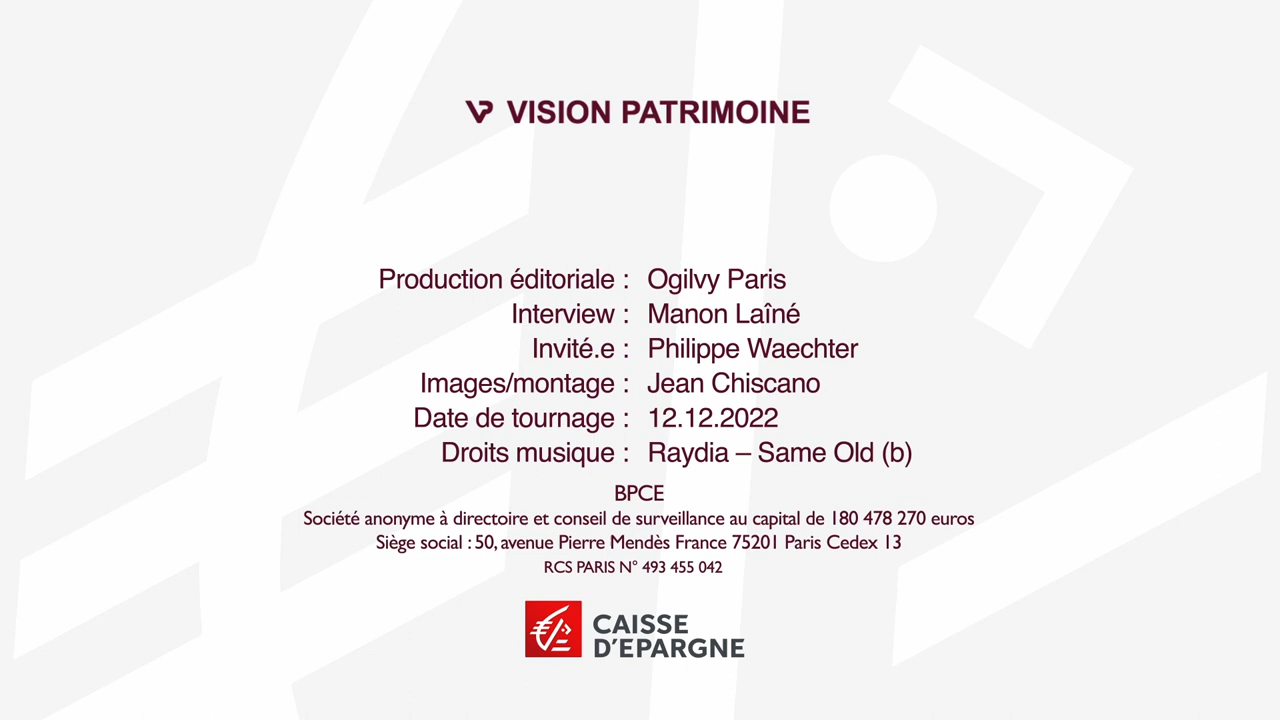 VP VISION PATRIMOINE
Production éditoriale : Ogilvy Paris
Interview : Manon Laîné
Invité.e : Philippe Waechter
Images/montage : Jean Chiscano
Date de tournage : 12.12.2022
Droits musique : Raydia – Same Old (b)
BPCE
Société anonyme à directoire et conseil de surveillance au capital de 180 478 270 euros
Siège social : 50, avenue Pierre Mendès France 75201 Paris Cedex 13
RCS PARIS N° 493 455 042
CAISSE
D'EPARGNE